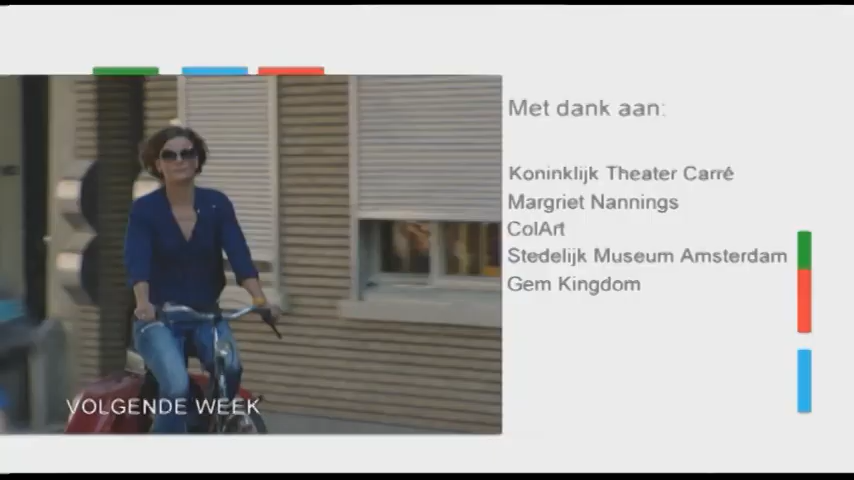 Met dank aan:
Koninklijk Theater Carré
Margriet Nannings
ColArt
Stedelijk Museum Amsterdam
Gem Kingdom
VOLGENDE WEEK